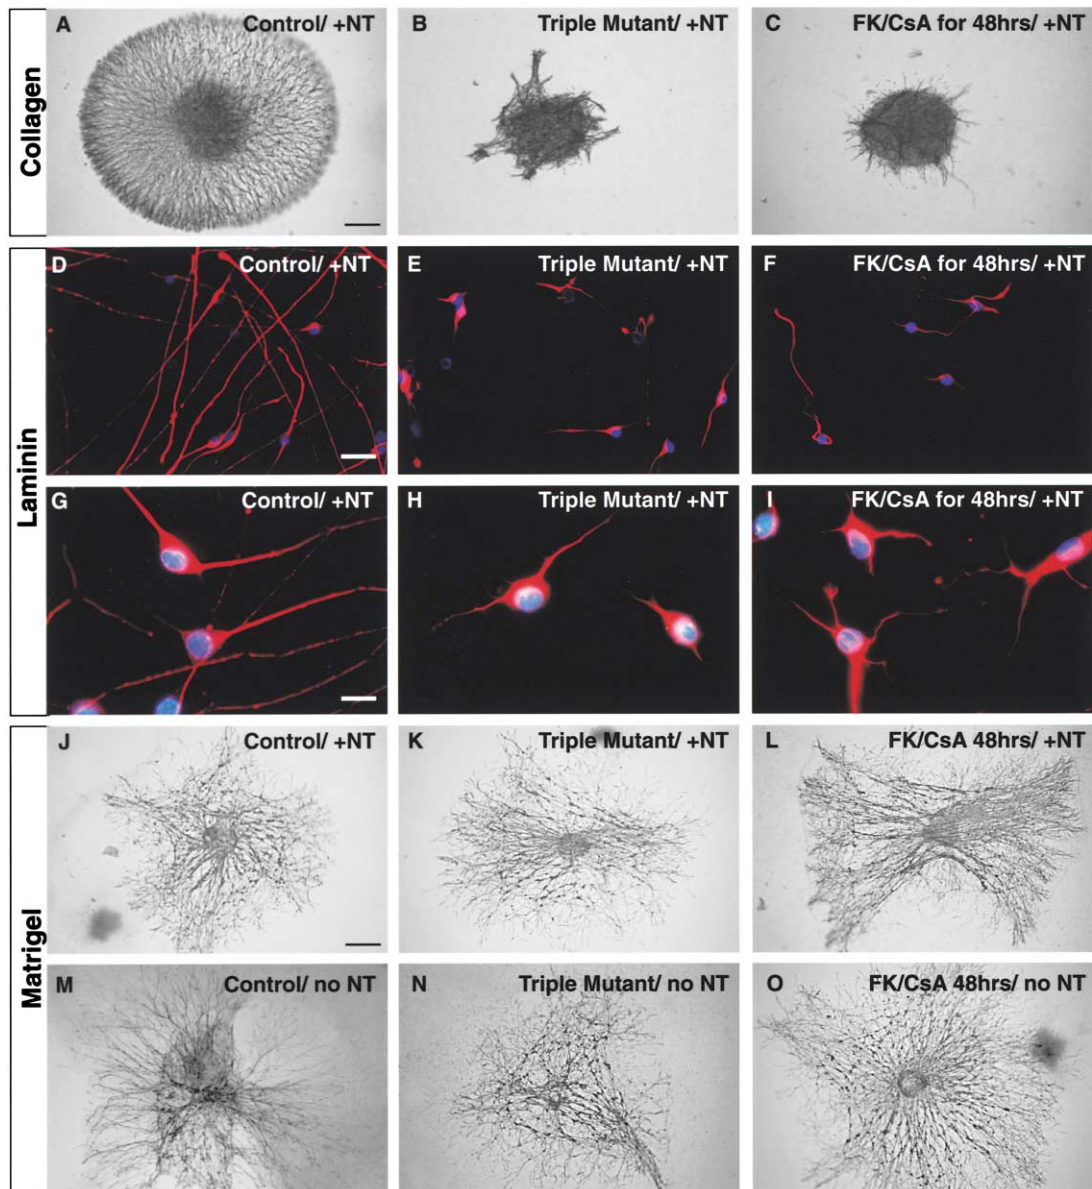 Collagen
A Control/ +NT
B Triple Mutant/ +NT
C FK/CsA for 48hrs/ +NT
Laminin
D Control/ +NT
E Triple Mutant/ +NT
F FK/CsA for 48hrs/ +NT
G Control/ +NT
H Triple Mutant/ +NT
I FK/CsA for 48hrs/ +NT
Matrigel
J Control/ +NT
K Triple Mutant/ +NT
L FK/CsA 48hrs/ +NT
M Control/ no NT
N Triple Mutant/ no NT
O FK/CsA 48hrs/ no NT